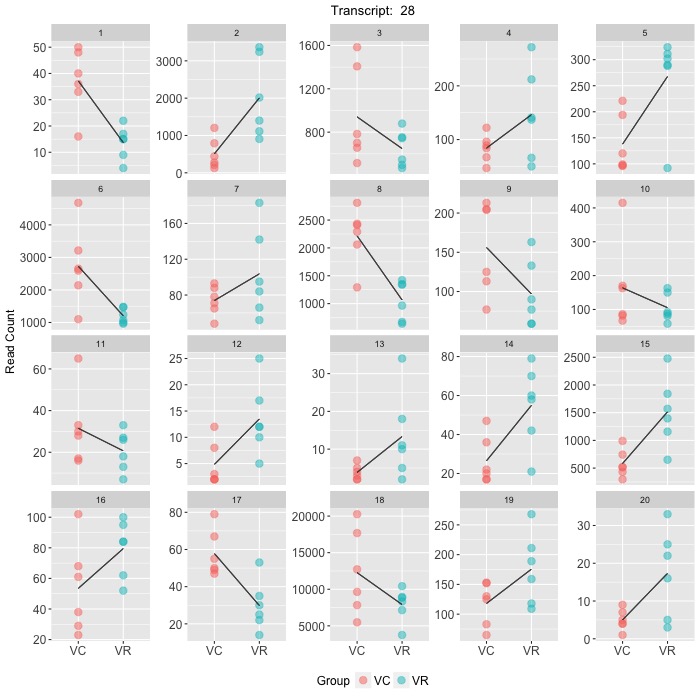 Transcript: 28
1 2 3 4 5
50 40 30 20 10
3000 2000 1000 0
1600 1200 800
200 100
300 250 200 150 100
6 7 8 9 10
4000 3000 2000 1000
160 120 80
2500 2000 1500 1000
200 150 100
400 300 200 100
Read Count
11 12 13 14 15
60 40 20
25 20 15 10 5
30 20 10
80 60 40 20
2500 2000 1500 1000 500
16 17 18 19 20
100 80 60 40 20
80 60 40 20
20000 15000 10000 5000
250 200 150 100
30 20 10 0
VC VR VC VR VC VR VC VR VC VR
Group VC VR